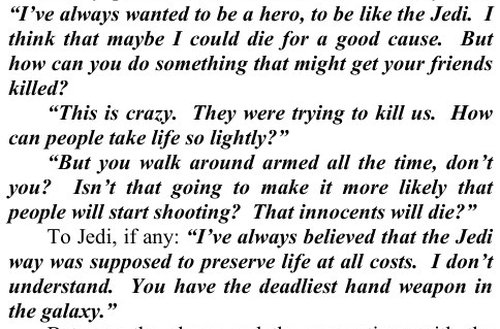 “I’ve always wanted to be a hero, to be like the Jedi.  I
think that maybe I could die for a good cause.  But
how can you do something that might get your friends
killed?
“This is crazy.  They were trying to kill us.  How
can people take life so lightly?”
“But you walk around armed all the time, don’t
you?  Isn’t that going to make it more likely that
people will start shooting?  That innocents will die?”
To Jedi, if any: “I’ve always believed that the Jedi
way was supposed to preserve life at all costs.  I don’t
understand.  You have the deadliest hand weapon in
the galaxy.”